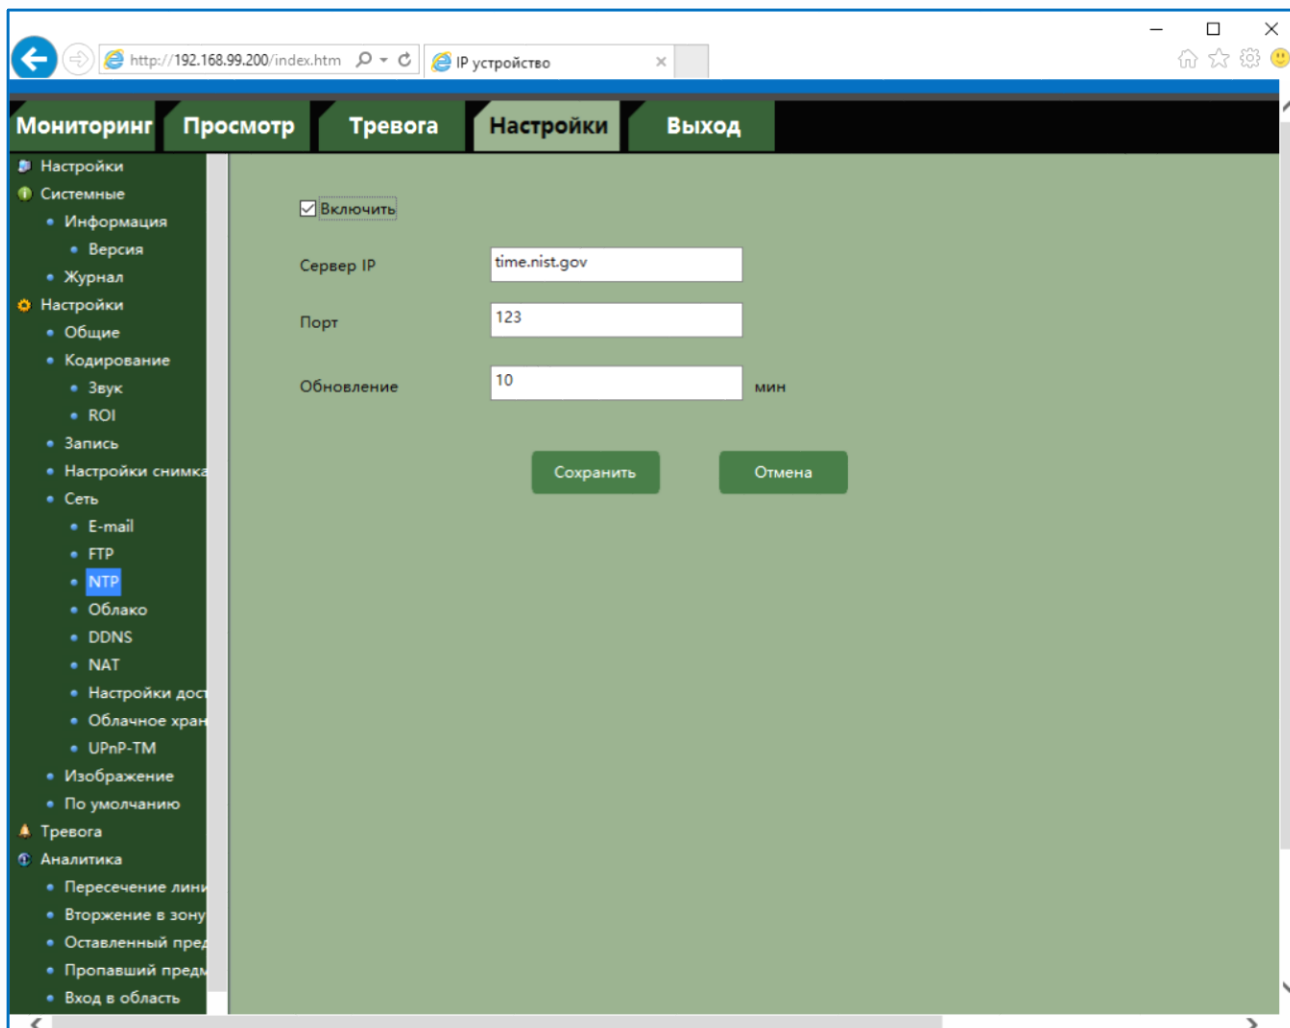 http://192.168.99.200/index.htm
IP устройство
Мониторинг Просмотр Тревога Настройки Выход
Настройки
Системные
Информация
Версия
Журнал
Настройки
Общие
Кодирование
Звук
ROI
Запись
Настройки снимка
Сеть
E-mail
FTP
NTP
Облако
DDNS
NAT
Настройки дост
Облачное хран
UPnP-TM
Изображение
По умолчанию
Тревога
Аналитика
Пересечение лини
Вторжение в зону
Оставленный пред
Пропавший предм
Вход в область
Включить
Сервер IP time.nist.gov
Порт 123
Обновление 10 мин
Сохранить Отмена